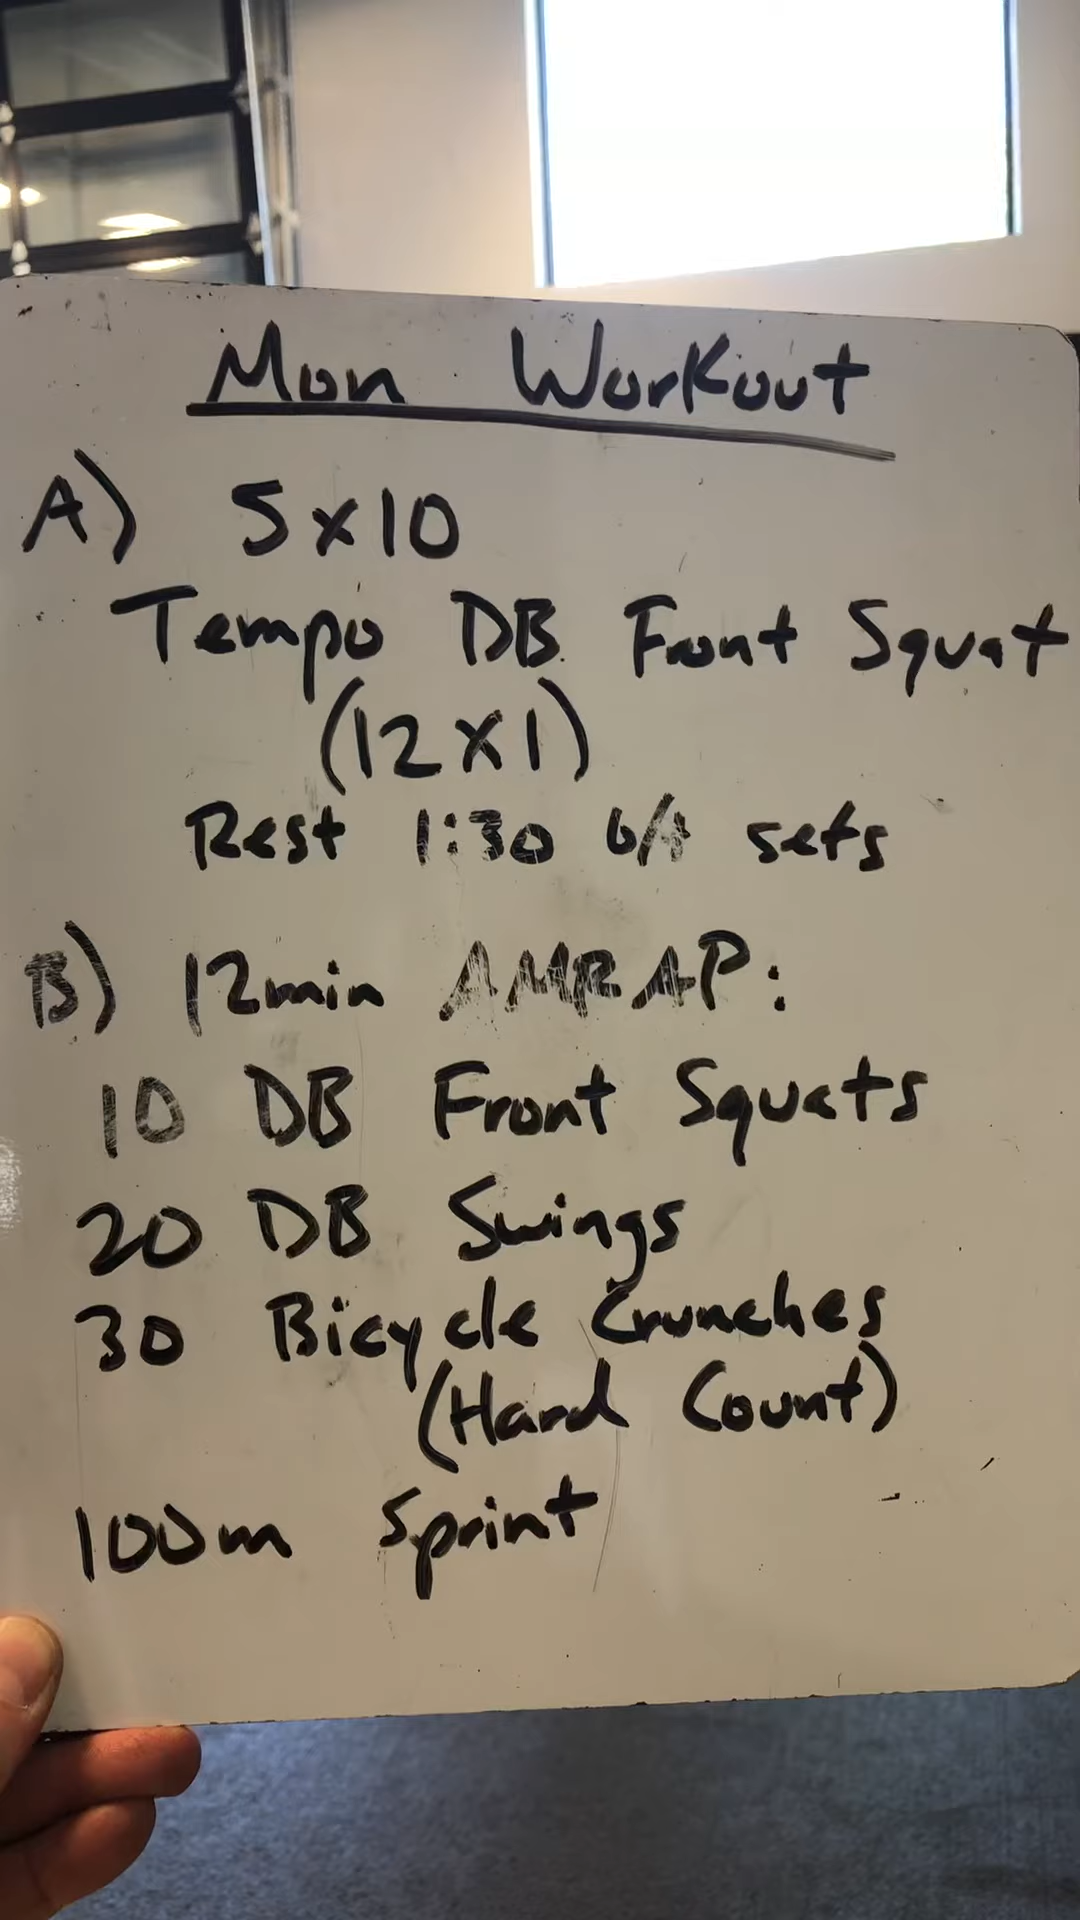 Mon Workout
A) 5x10
Tempo DB Front Squat
(12X1)
Rest 1:30 b/t sets
B) 12min AMRAP:
10 DB Front Squats
20 DB Swings
30 Bicycle Crunches
(Hard Count)
100m Sprint